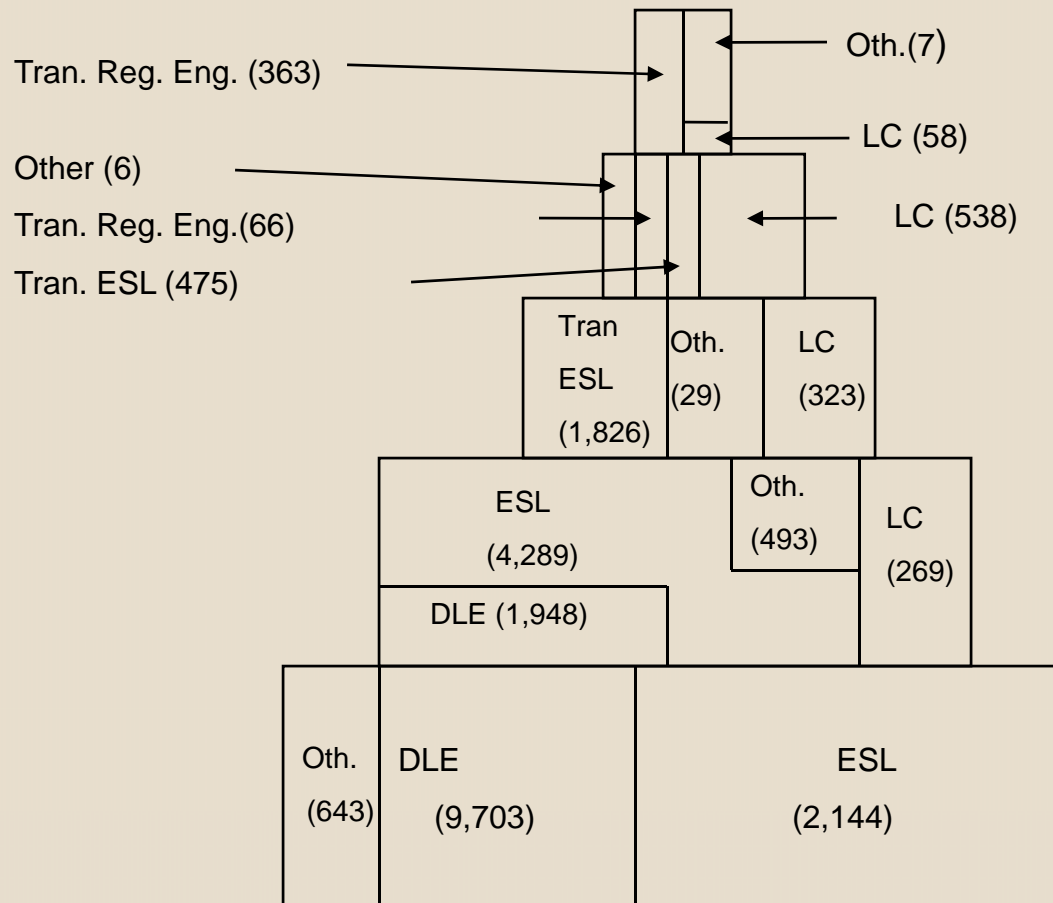 Oth.(7)
Tran. Reg. Eng. (363)
LC (58)
Other (6)
Tran. Reg. Eng.(66)
LC (538)
Tran. ESL (475)
Tran
ESL
(1,826)
Oth.
(29)
LC
(323)
ESL
(4,289)
Oth.
(493)
LC
(269)
DLE (1,948)
Oth.
(643)
DLE
(9,703)
ESL
(2,144)